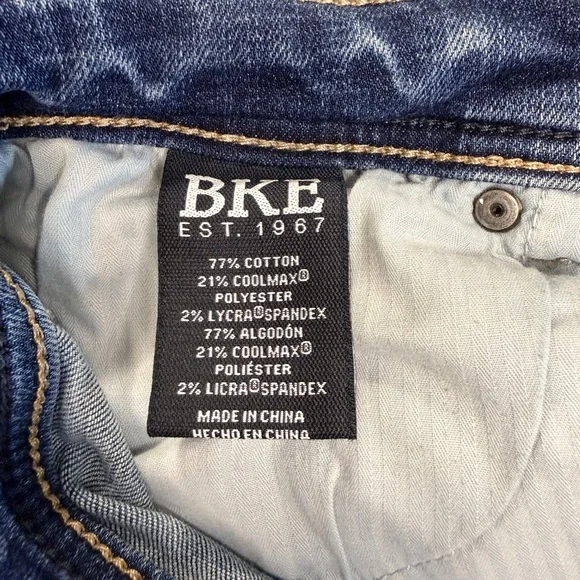 BKE
EST. 1967
77% COTTON
21% COOLMAX®
POLYESTER
2% LYCRA®SPANDEX
77% ALGODÓN
21% COOLMAX®
POLIÉSTER
2% LICRA®SPANDEX
MADE IN CHINA
HECHO EN CHINA